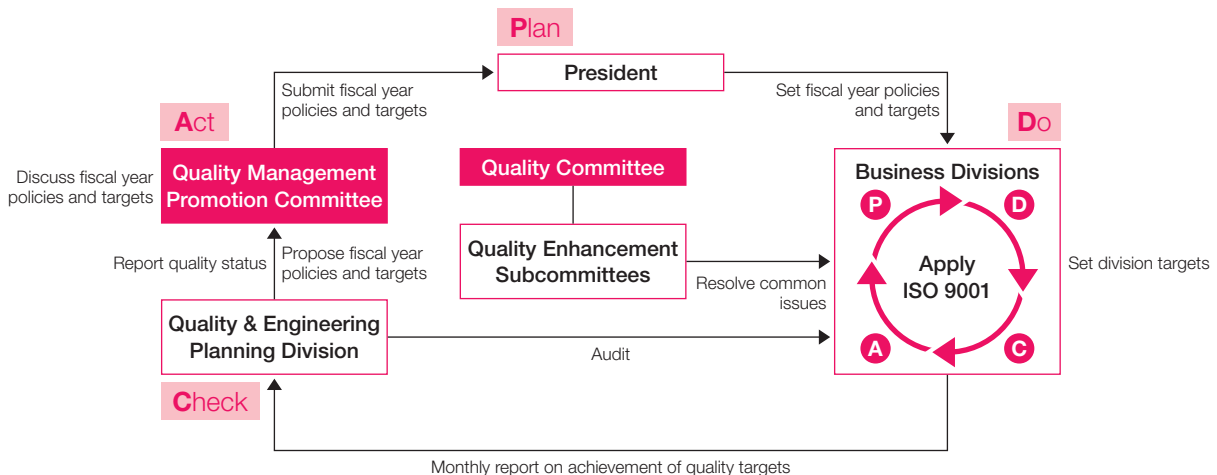 Plan
President
Submit fiscal year
policies and targets
Set fiscal year policies
and targets
Act
Do
Discuss fiscal year
policies and targets
Quality Management
Promotion Committee
Quality Committee
Business Divisions
P
D
Apply
ISO 9001
A
C
Set division targets
Report quality status
Propose fiscal year
policies and targets
Quality Enhancement
Subcommittees
Resolve common
issues
Quality & Engineering
Planning Division
Audit
Check
Monthly report on achievement of quality targets